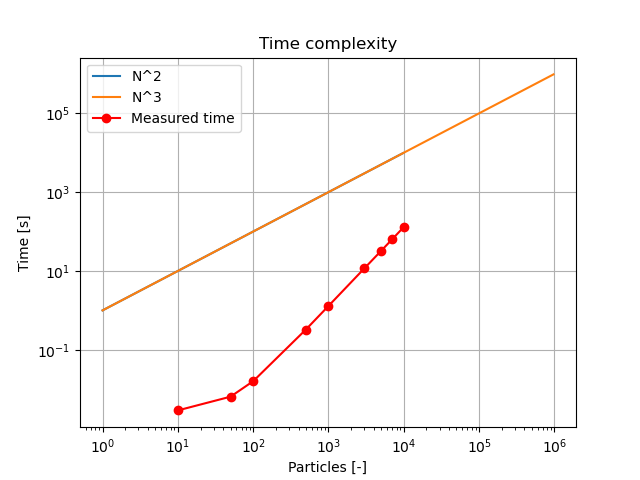 Time complexity
N^2
N^3
Measured time
Time [s]
10^5
10^3
10^1
10^-1
10^0 10^1 10^2 10^3 10^4 10^5 10^6
Particles [-]